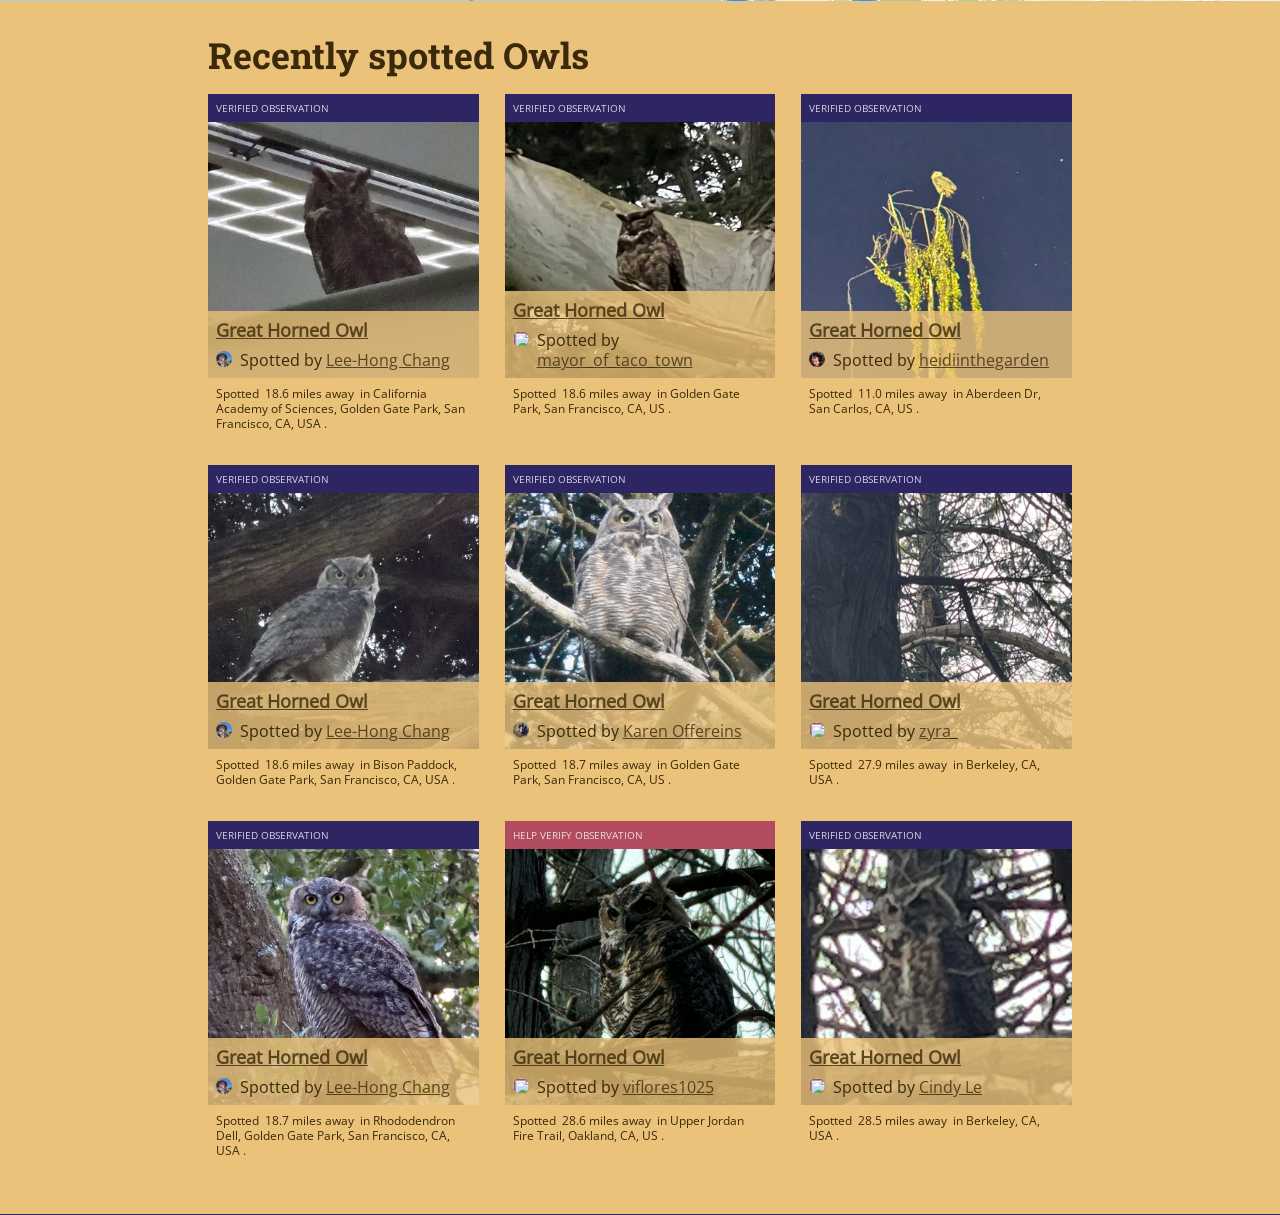 Recently spotted Owls
VERIFIED OBSERVATION
Great Horned Owl
Spotted by Lee-Hong Chang
Spotted 18.6 miles away in California
Academy of Sciences, Golden Gate Park, San
Francisco, CA, USA .
VERIFIED OBSERVATION
Great Horned Owl
Spotted by
mayor_of_taco_town
Spotted 18.6 miles away in Golden Gate
Park, San Francisco, CA, US .
VERIFIED OBSERVATION
Great Horned Owl
Spotted by heidiinthegarden
Spotted 11.0 miles away in Aberdeen Dr,
San Carlos, CA, US .
VERIFIED OBSERVATION
Great Horned Owl
Spotted by Lee-Hong Chang
Spotted 18.6 miles away in Bison Paddock,
Golden Gate Park, San Francisco, CA, USA .
VERIFIED OBSERVATION
Great Horned Owl
Spotted by Karen Offereins
Spotted 18.7 miles away in Golden Gate
Park, San Francisco, CA, US .
VERIFIED OBSERVATION
Great Horned Owl
Spotted by zyra_
Spotted 27.9 miles away in Berkeley, CA,
USA .
VERIFIED OBSERVATION
Great Horned Owl
Spotted by Lee-Hong Chang
Spotted 18.7 miles away in Rhododendron
Dell, Golden Gate Park, San Francisco, CA,
USA .
HELP VERIFY OBSERVATION
Great Horned Owl
Spotted by viflores1025
Spotted 28.6 miles away in Upper Jordan
Fire Trail, Oakland, CA, US .
VERIFIED OBSERVATION
Great Horned Owl
Spotted by Cindy Le
Spotted 28.5 miles away in Berkeley, CA,
USA .